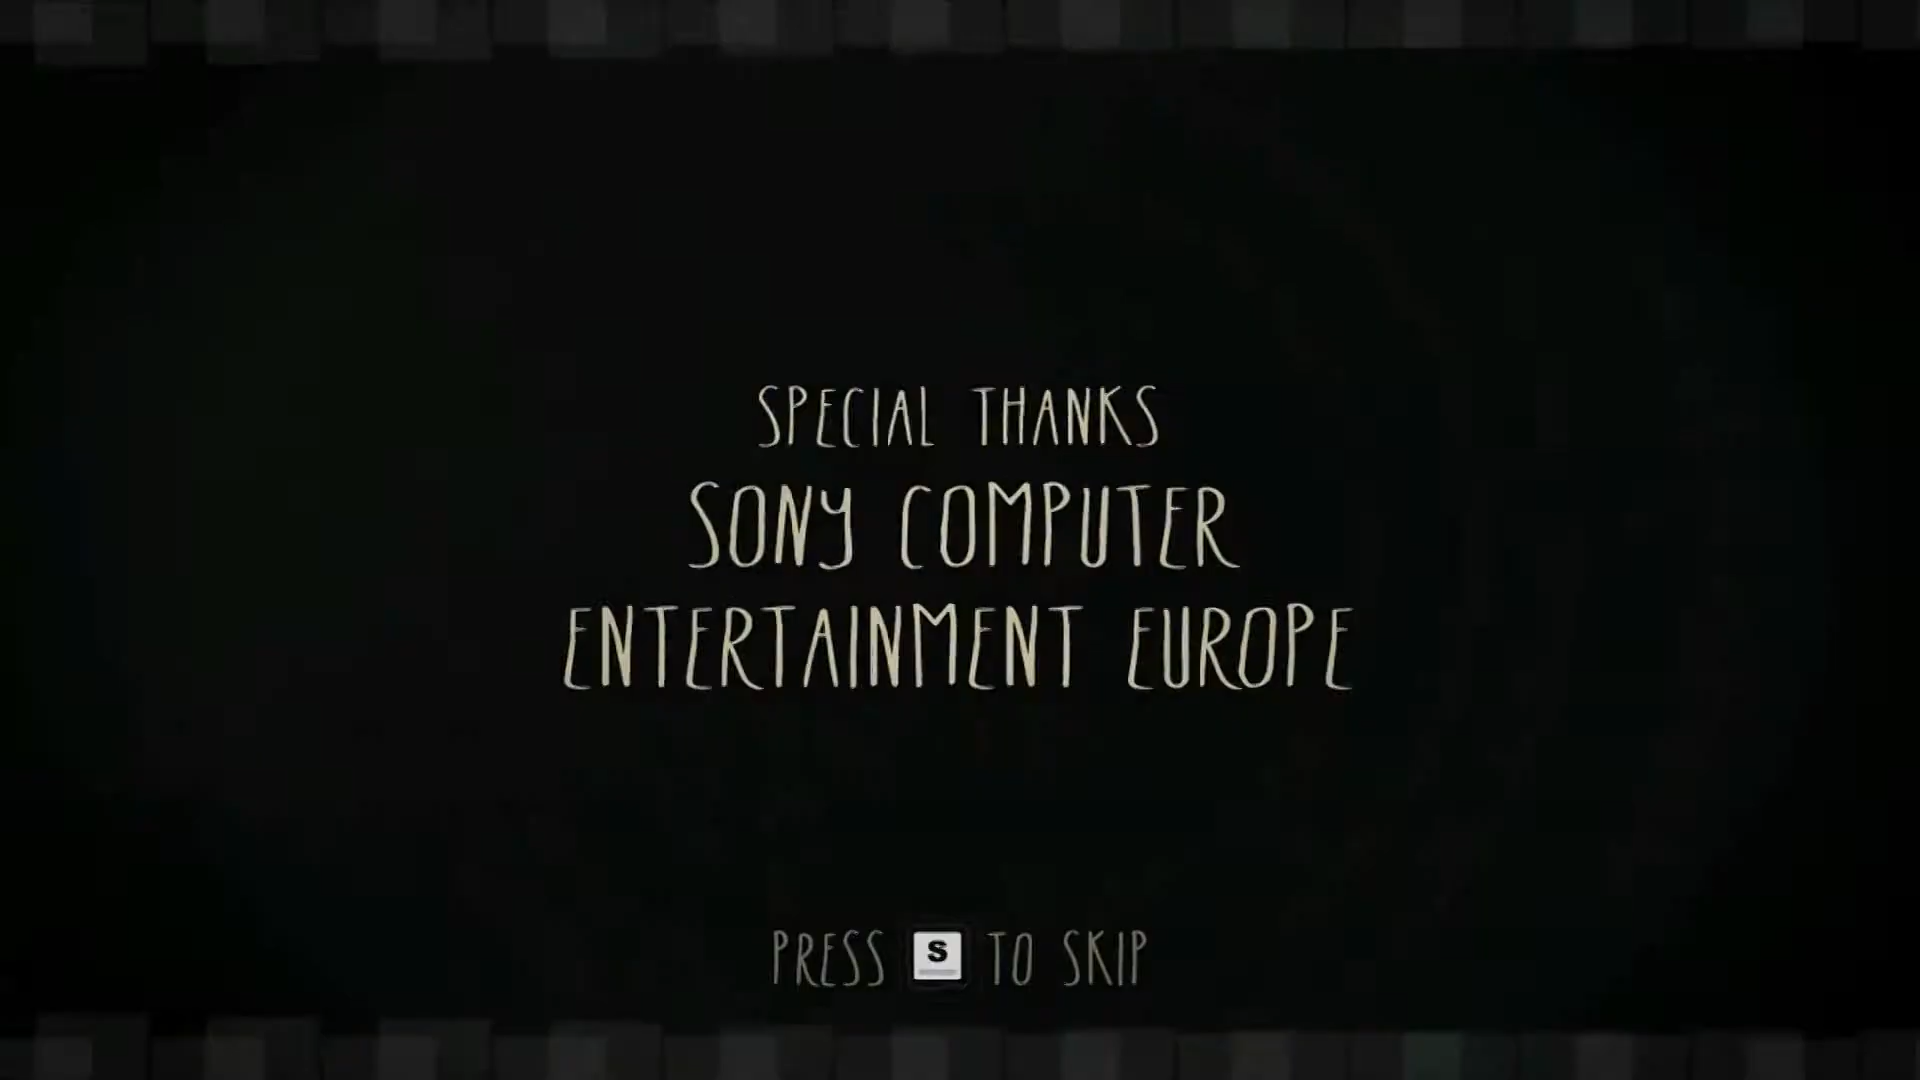 SPECIAL THANKS
SONY COMPUTER
ENTERTAINMENT EUROPE
PRESS S TO SKIP